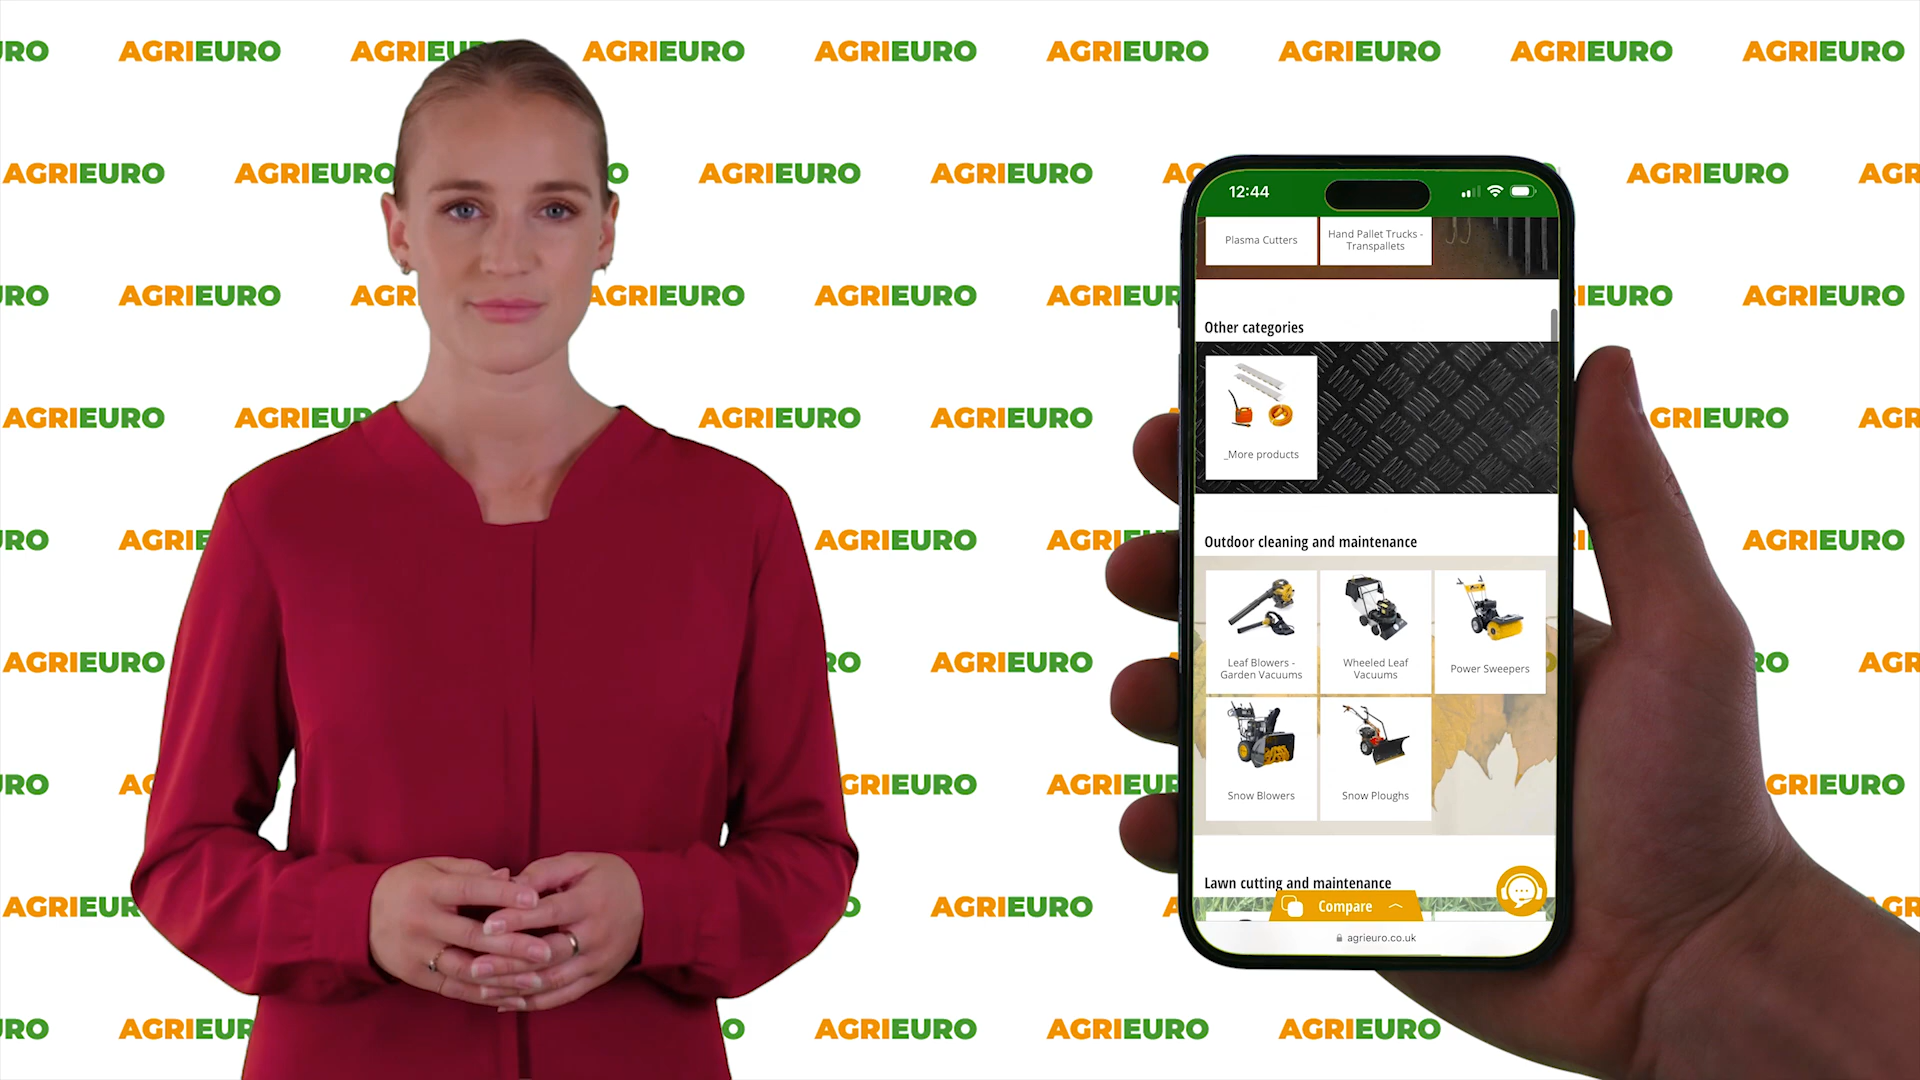 AGRIEURO
12:44
Plasma Cutters
Hand Pallet Trucks -
Transpallets
Other categories
_More products
Outdoor cleaning and maintenance
Leaf Blowers -
Garden Vacuums
Wheeled Leaf
Vacuums
Power Sweepers
Snow Blowers
Snow Ploughs
Lawn cutting and maintenance
Compare
agrieuro.co.uk